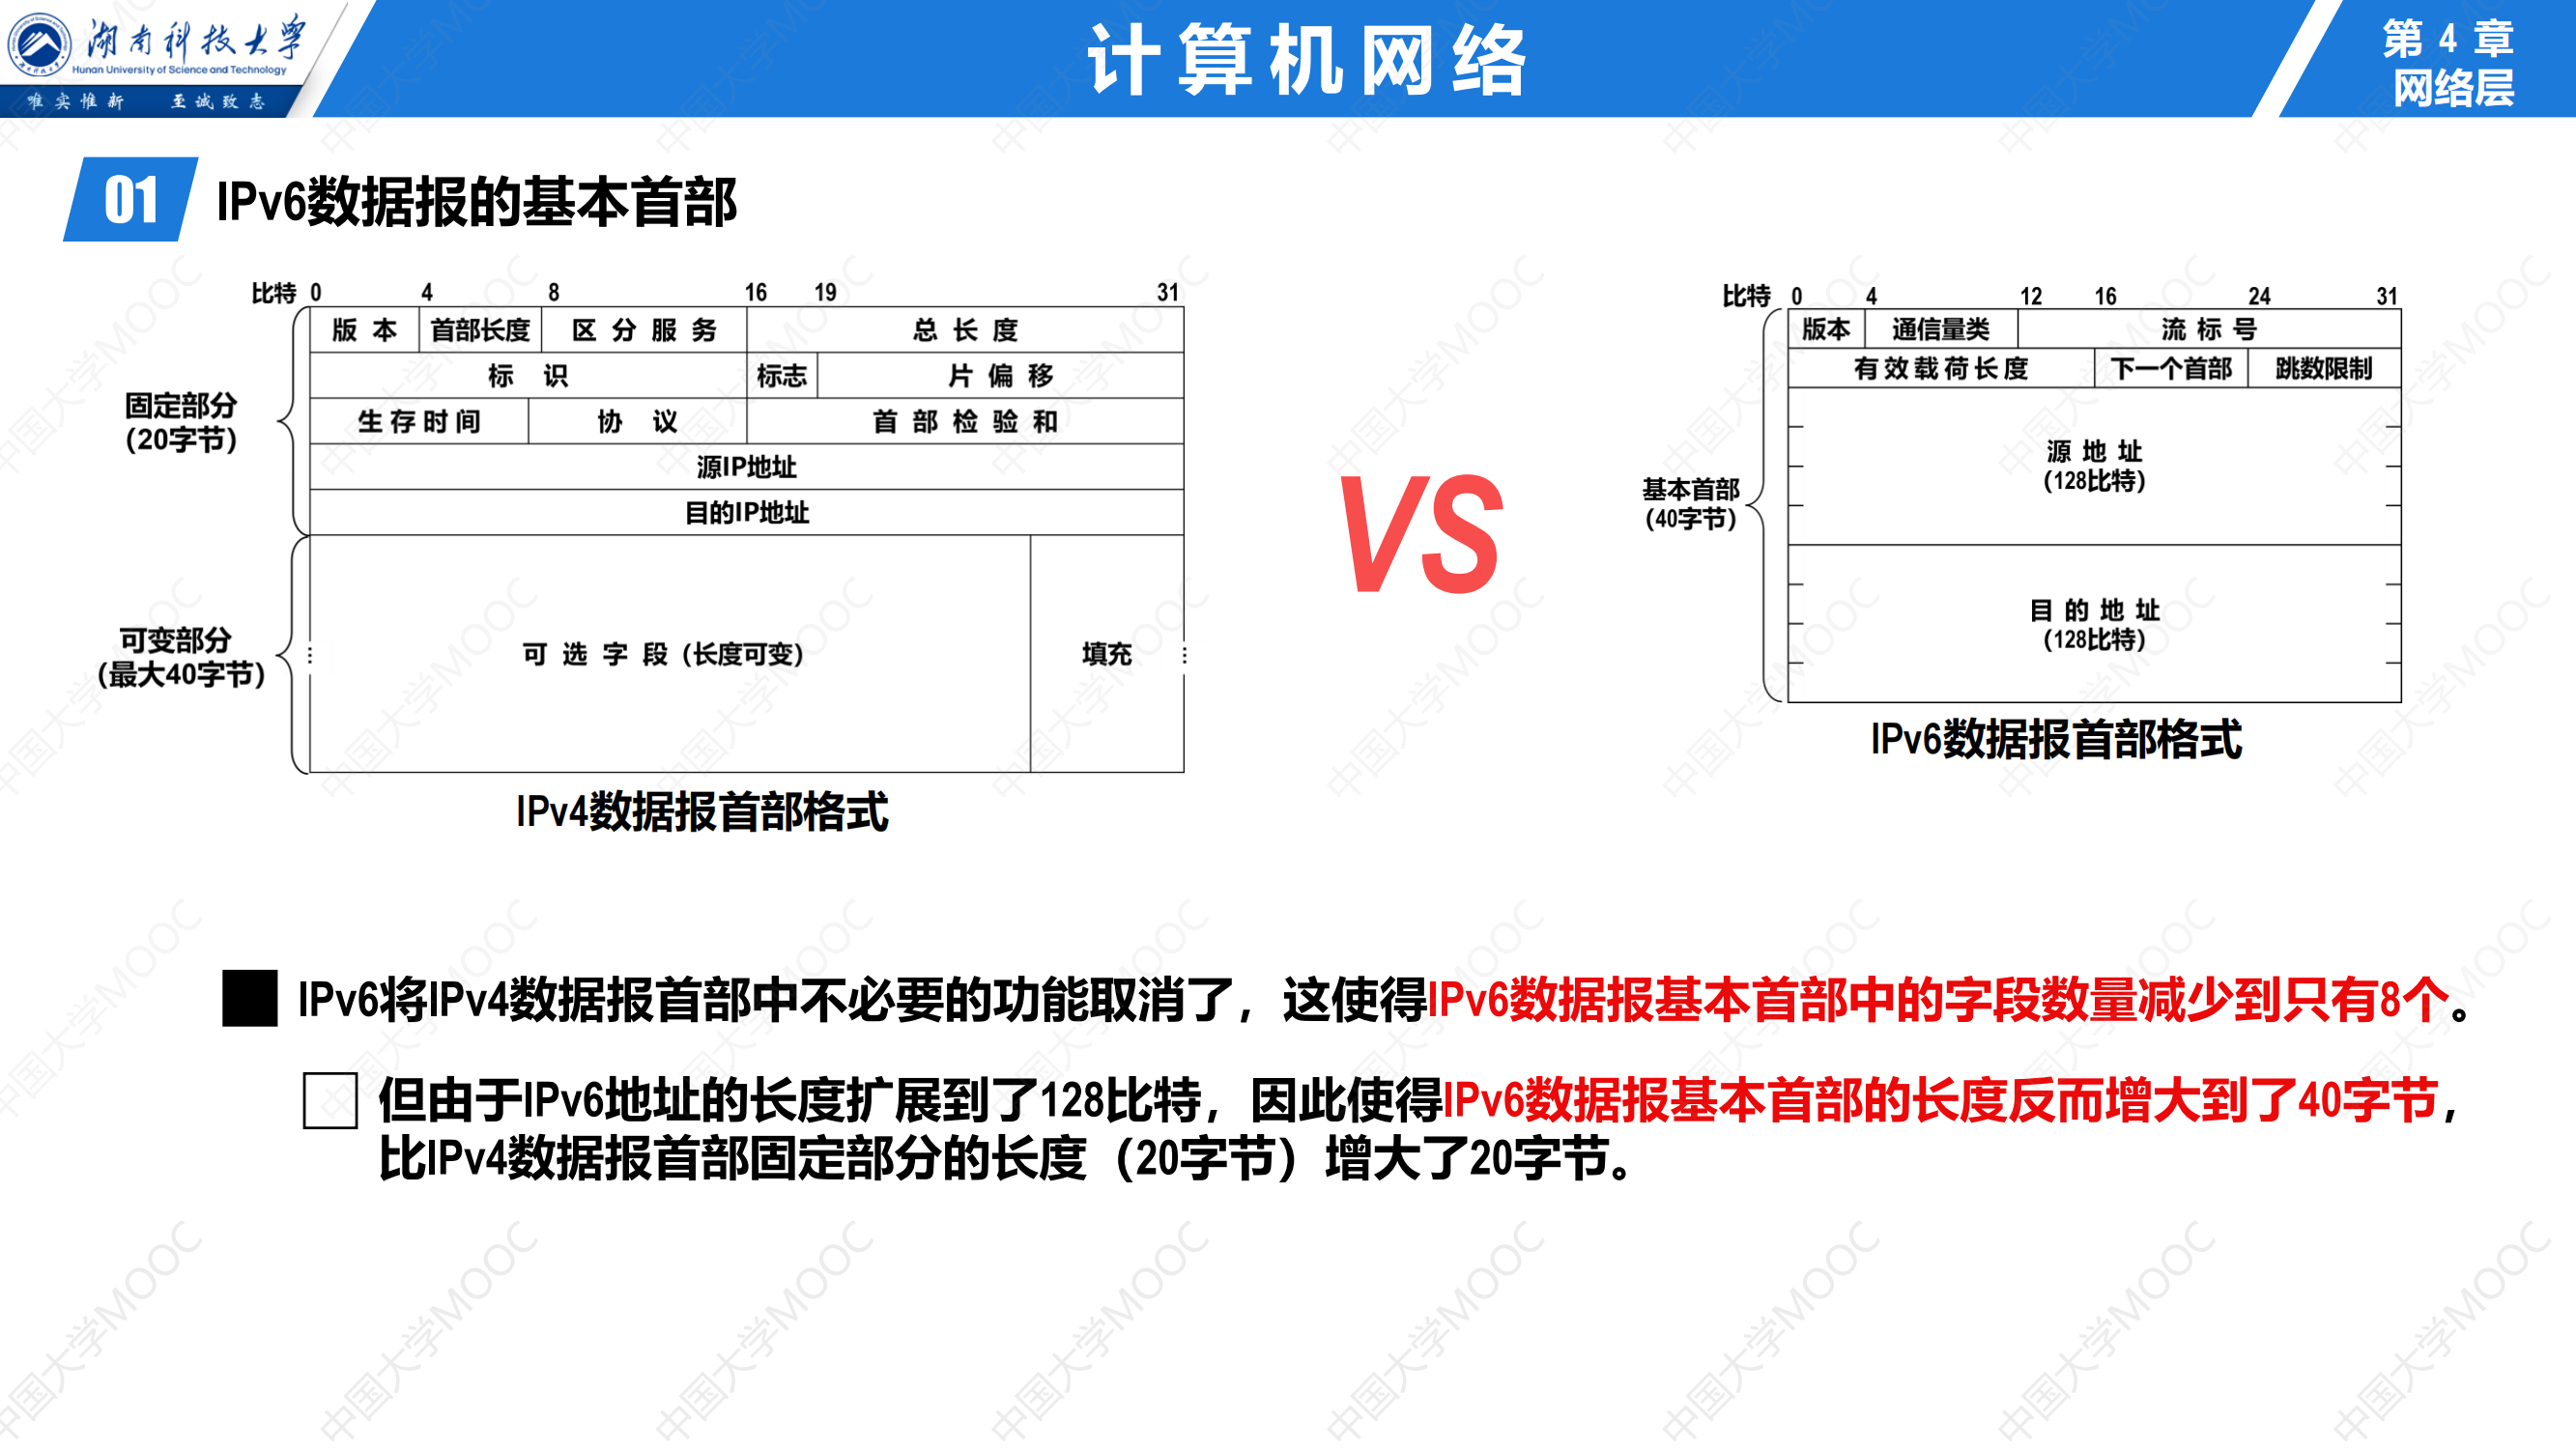 湖南科技大学
Hunan University of Science and Technology
唯实惟新 至诚致志
计算机网络
第 4 章
网络层
01 IPv6数据报的基本首部
比特 0 4 8 16 19 31
版 本 首部长度 区 分 服 务 总 长 度
标 识 标志 片 偏 移
生 存 时 间 协 议 首 部 检 验 和
源IP地址
目的IP地址
固定部分
(20字节)
可变部分
(最大40字节)
可 选 字 段 (长度可变) 填充
IPv4数据报首部格式
VS
比特 0 4 12 16 24 31
版本 通信量类 流 标 号
有 效 载 荷 长 度 下一个首部 跳数限制
源 地 址
(128比特)
基本首部
(40字节)
目 的 地 址
(128比特)
IPv6数据报首部格式
IPv6将IPv4数据报首部中不必要的功能取消了，这使得IPv6数据报基本首部中的字段数量减少到只有8个。
但由于IPv6地址的长度扩展到了128比特，因此使得IPv6数据报基本首部的长度反而增大到了40字节，
比IPv4数据报首部固定部分的长度（20字节）增大了20字节。
中国大学MOOC